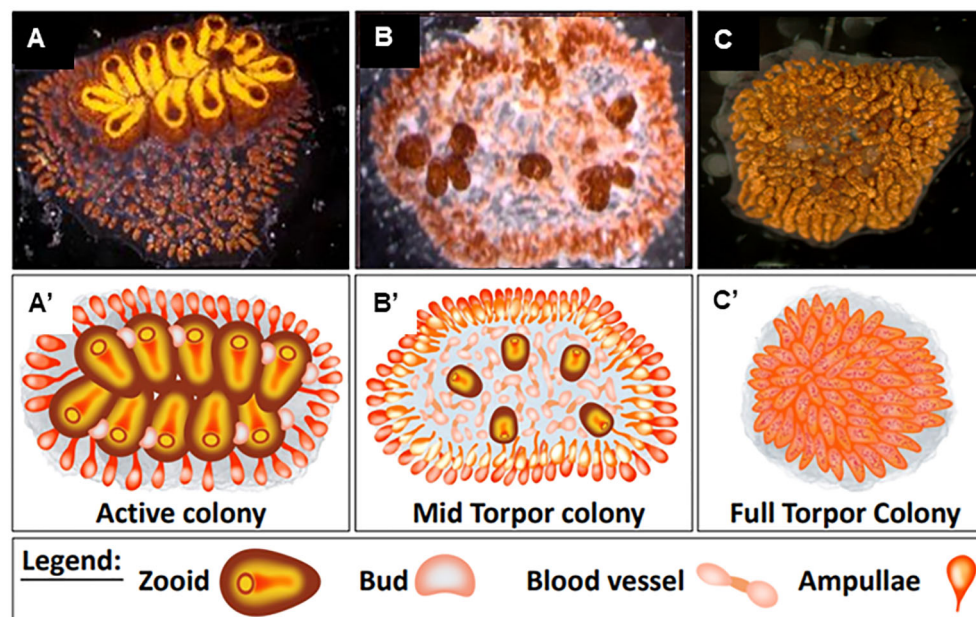 A
B
C
A'
B'
C'
Active colony
Mid Torpor colony
Full Torpor Colony
Legend:
Zooid
Bud
Blood vessel
Ampullae